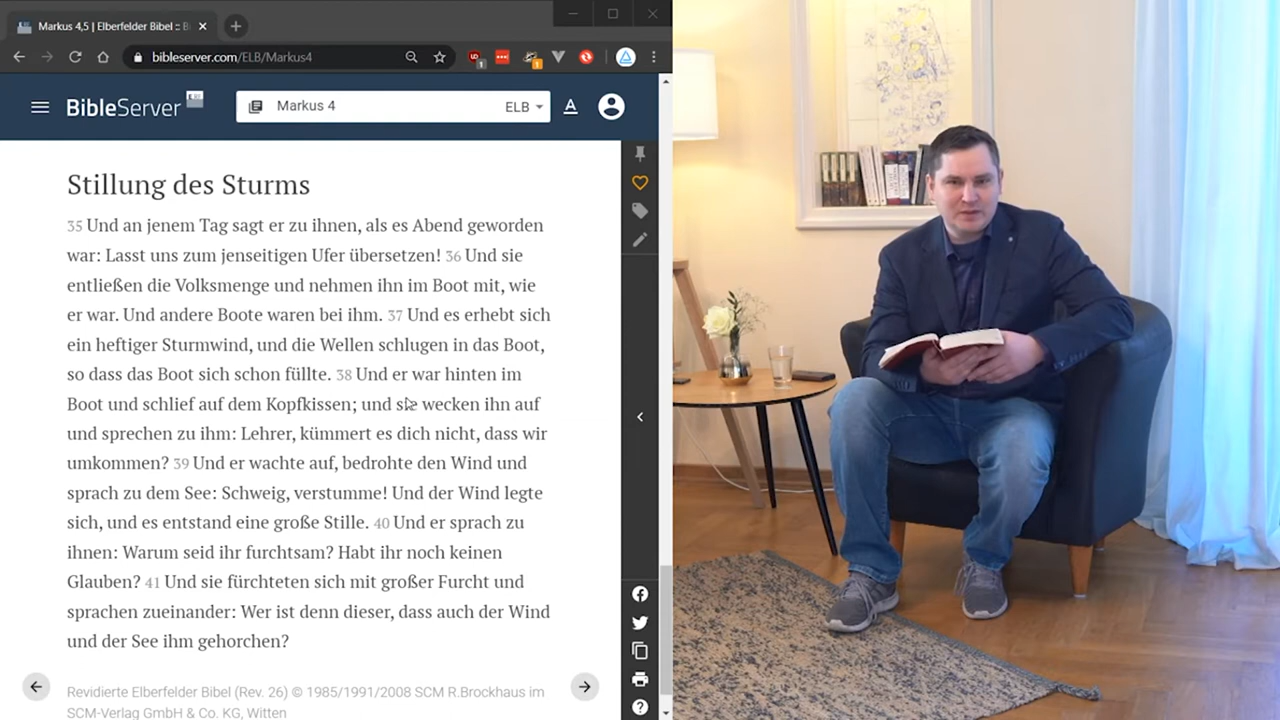 Markus 4,5 | Elberfelder Bibel :: B
bibleserver.com/ELB/Markus4
1
1
BibleServer
Markus 4
ELB
A
Stillung des Sturms
35 Und an jenem Tag sagt er zu ihnen, als es Abend geworden
war: Lasst uns zum jenseitigen Ufer übersetzen! 36 Und sie
entließen die Volksmenge und nehmen ihn im Boot mit, wie
er war. Und andere Boote waren bei ihm. 37 Und es erhebt sich
ein heftiger Sturmwind, und die Wellen schlugen in das Boot,
so dass das Boot sich schon füllte. 38 Und er war hinten im
Boot und schlief auf dem Kopfkissen; und sie wecken ihn auf
und sprechen zu ihm: Lehrer, kümmert es dich nicht, dass wir
umkommen? 39 Und er wachte auf, bedrohte den Wind und
sprach zu dem See: Schweig, verstumme! Und der Wind legte
sich, und es entstand eine große Stille. 40 Und er sprach zu
ihnen: Warum seid ihr furchtsam? Habt ihr noch keinen
Glauben? 41 Und sie fürchteten sich mit großer Furcht und
sprachen zueinander: Wer ist denn dieser, dass auch der Wind
und der See ihm gehorchen?
Revidierte Elberfelder Bibel (Rev. 26) © 1985/1991/2008 SCM R.Brockhaus im
SCM-Verlag GmbH & Co. KG, Witten